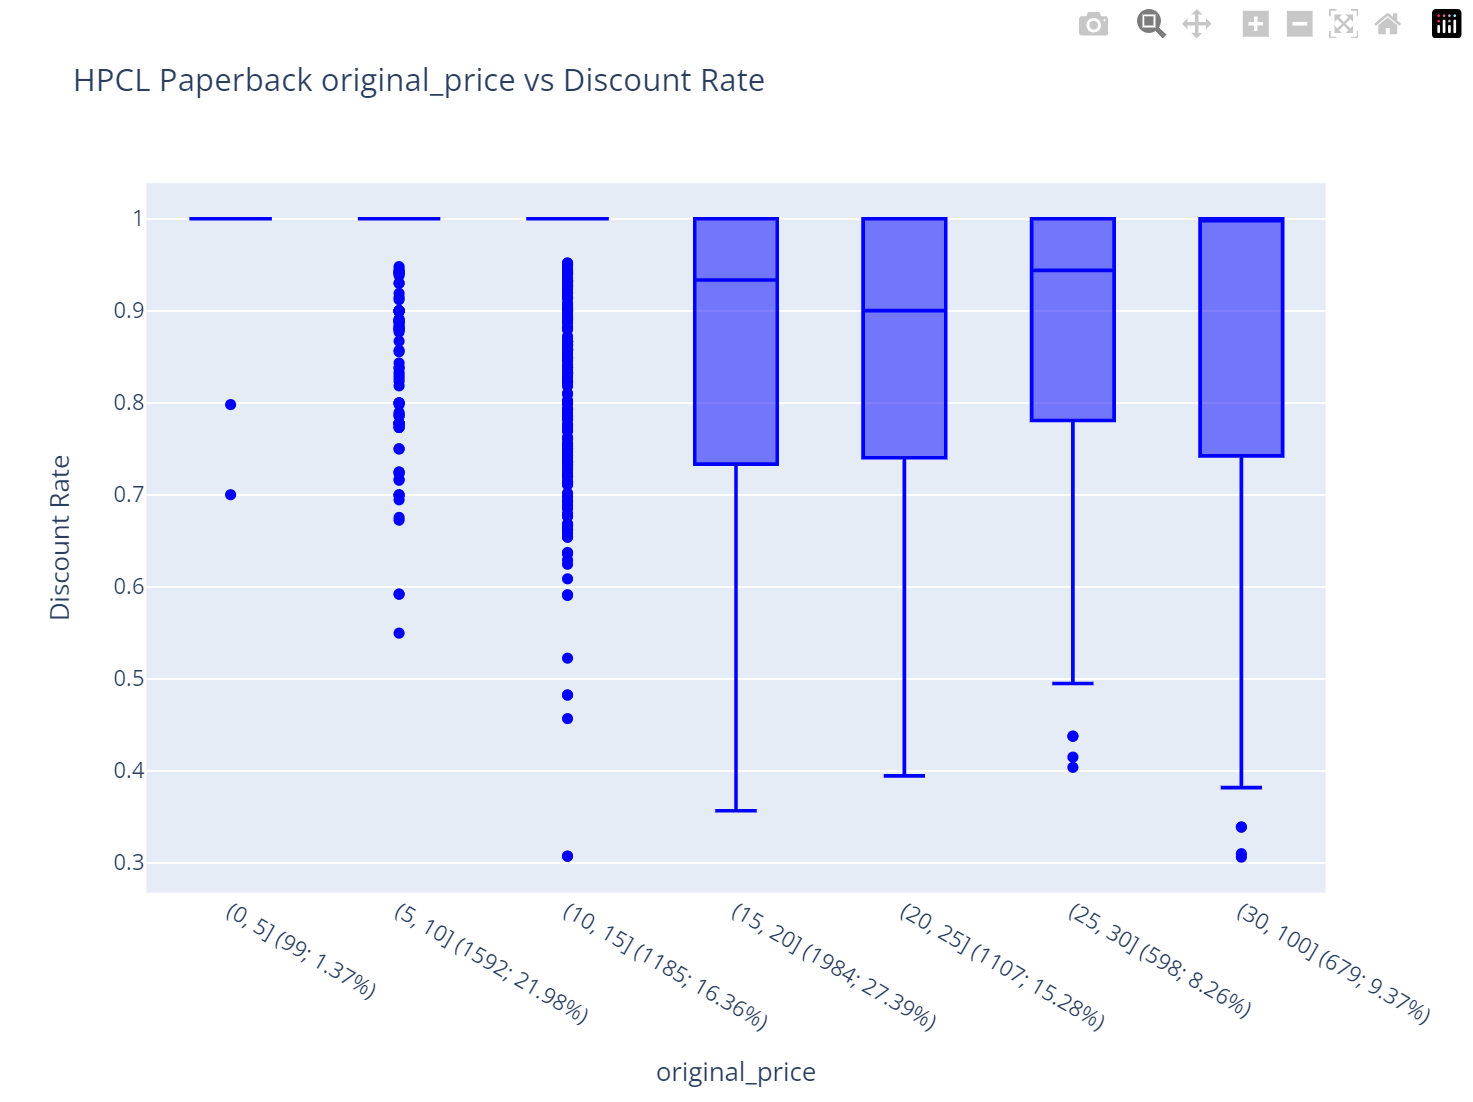 HPCL Paperback original_price vs Discount Rate
Discount Rate
1
0.9
0.8
0.7
0.6
0.5
0.4
0.3
(0, 5] (99; 1.37%)
(5, 10] (1592; 21.98%)
(10, 15] (1185; 16.36%)
(15, 20] (1984; 27.39%)
(20, 25] (1107; 15.28%)
(25, 30] (598; 8.26%)
(30, 100] (679; 9.37%)
original_price